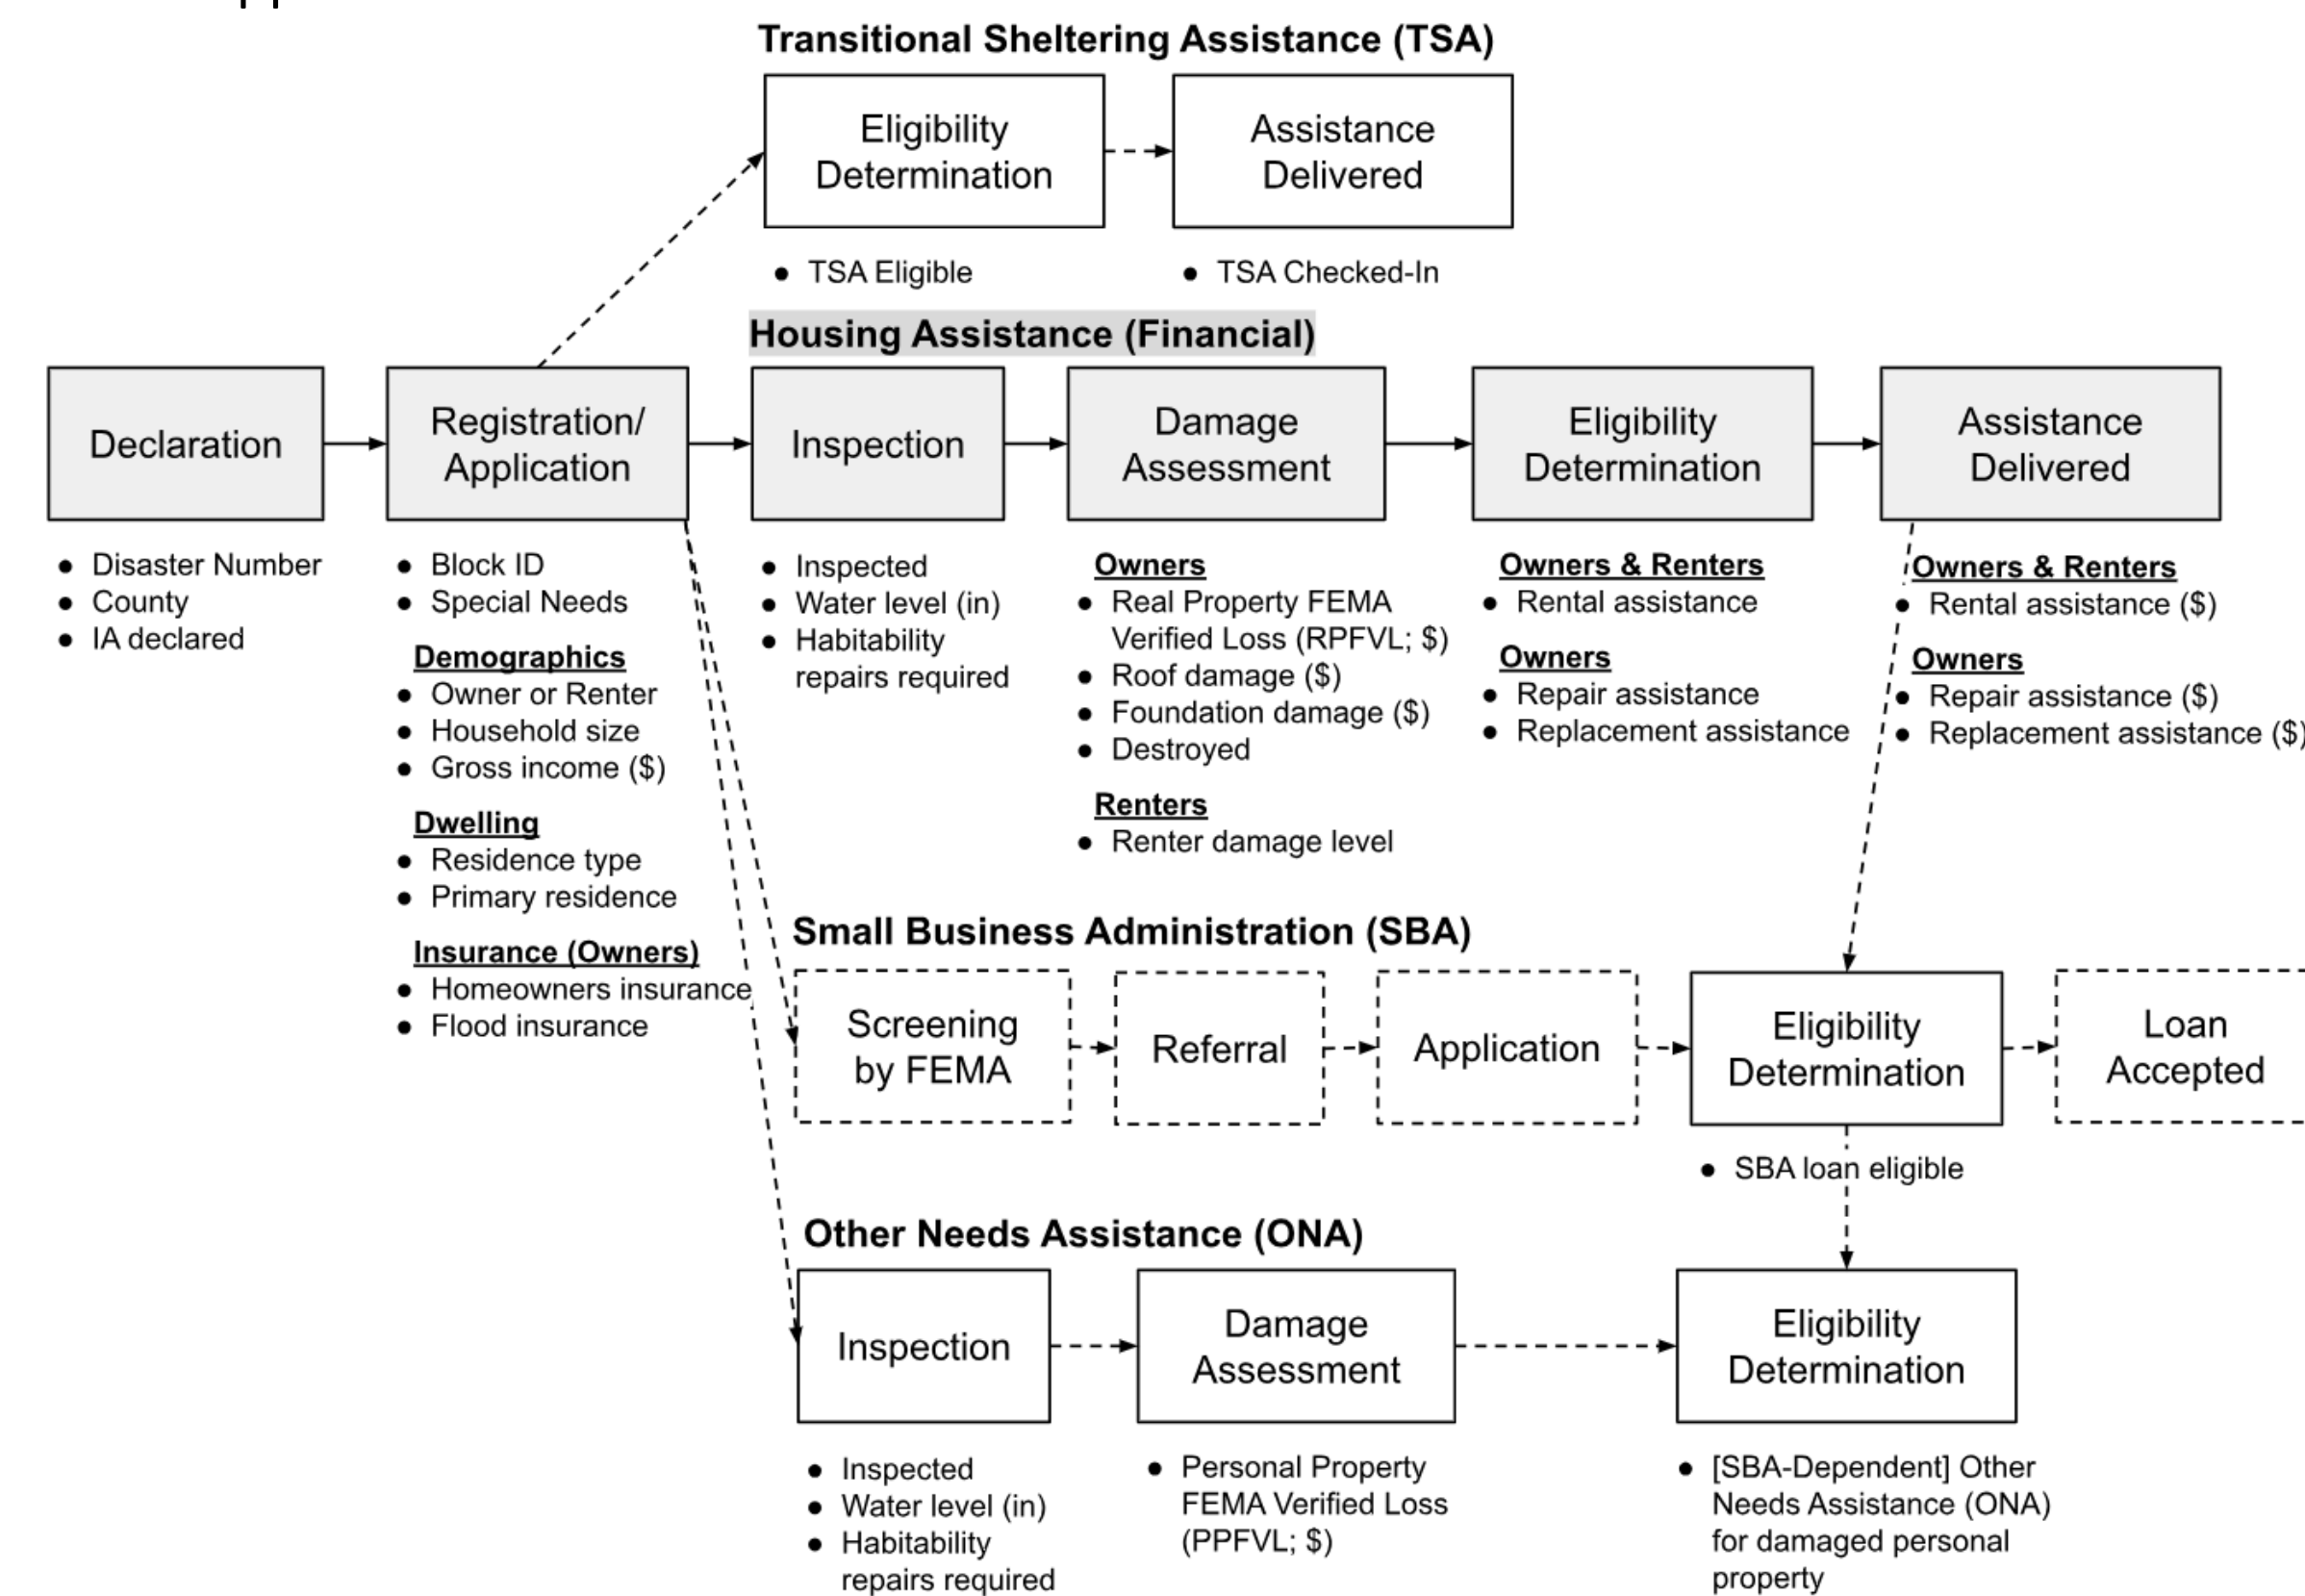 Transitional Sheltering Assistance (TSA)
Eligibility
Determination
Assistance
Delivered
● TSA Eligible
● TSA Checked-In
Housing Assistance (Financial)
Declaration
Registration/
Application
Inspection
Damage
Assessment
Eligibility
Determination
Assistance
Delivered
● Disaster Number
● County
● IA declared
● Block ID
● Special Needs
Demographics
● Owner or Renter
● Household size
● Gross income ($)
Dwelling
● Residence type
● Primary residence
Insurance (Owners)
● Homeowners insurance
● Flood insurance
● Inspected
● Water level (in)
● Habitability
repairs required
Owners
● Real Property FEMA
Verified Loss (RPFVL; $)
● Roof damage ($)
● Foundation damage ($)
● Destroyed
Renters
● Renter damage level
Owners & Renters
● Rental assistance
Owners
● Repair assistance
● Replacement assistance
Owners & Renters
● Rental assistance ($)
Owners
● Repair assistance ($)
● Replacement assistance ($)
Small Business Administration (SBA)
Screening
by FEMA
Referral
Application
Eligibility
Determination
Loan
Accepted
● SBA loan eligible
Other Needs Assistance (ONA)
Inspection
Damage
Assessment
Eligibility
Determination
● Inspected
● Water level (in)
● Habitability
repairs required
● Personal Property
FEMA Verified Loss
(PPFVL; $)
● [SBA-Dependent] Other
Needs Assistance (ONA)
for damaged personal
property